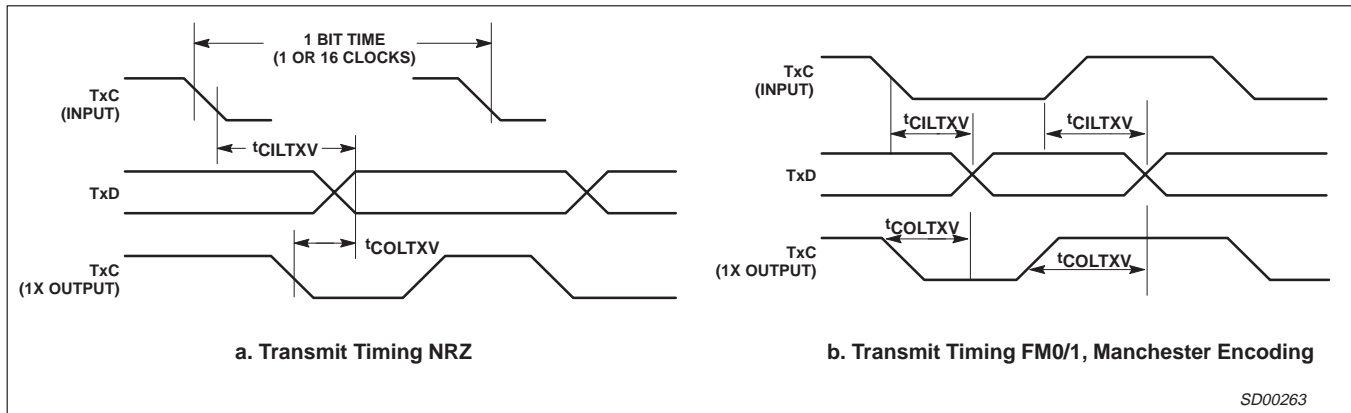 1 BIT TIME
(1 OR 16 CLOCKS)
TxC
(INPUT)
tCILTXV
TxD
tCOLTXV
TxC
(1X OUTPUT)
a. Transmit Timing NRZ
TxC
(INPUT)
tCILTXV
tCILTXV
TxD
tCOLTXV
tCOLTXV
TxC
(1X OUTPUT)
b. Transmit Timing FM0/1, Manchester Encoding
SD00263